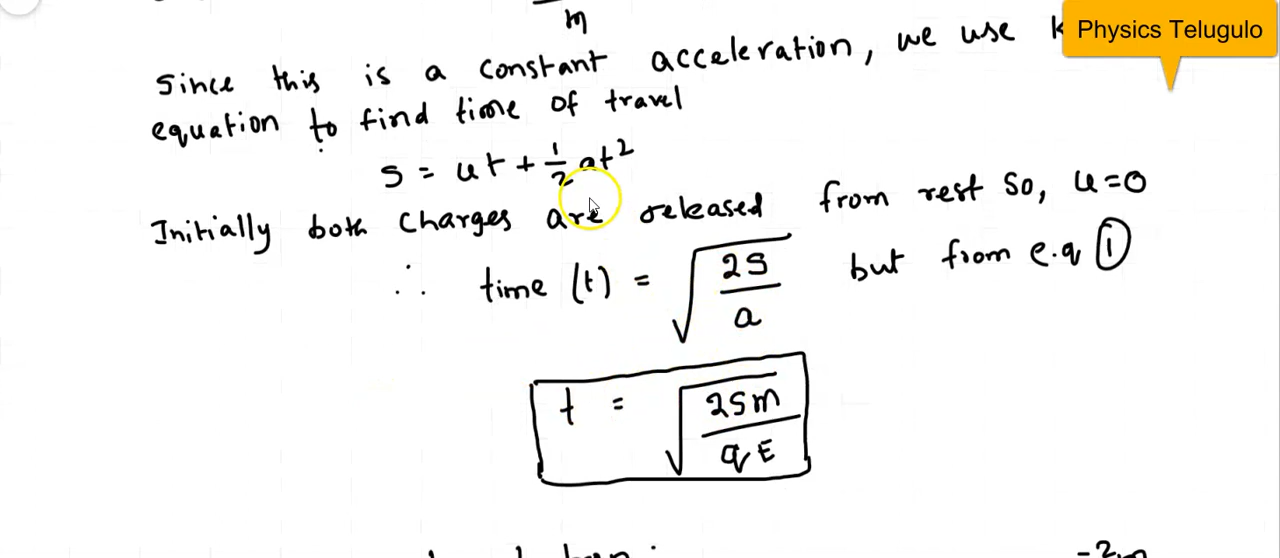 m
Physics Telugulo
Since this is a constant acceleration, we use
equation to find time of travel
S = ut + 1/2 at²
Initially both charges are released from rest So, u=0
∴ time (t) = √(2S/a) but from e.q ①
t = √(2Sm/qE)